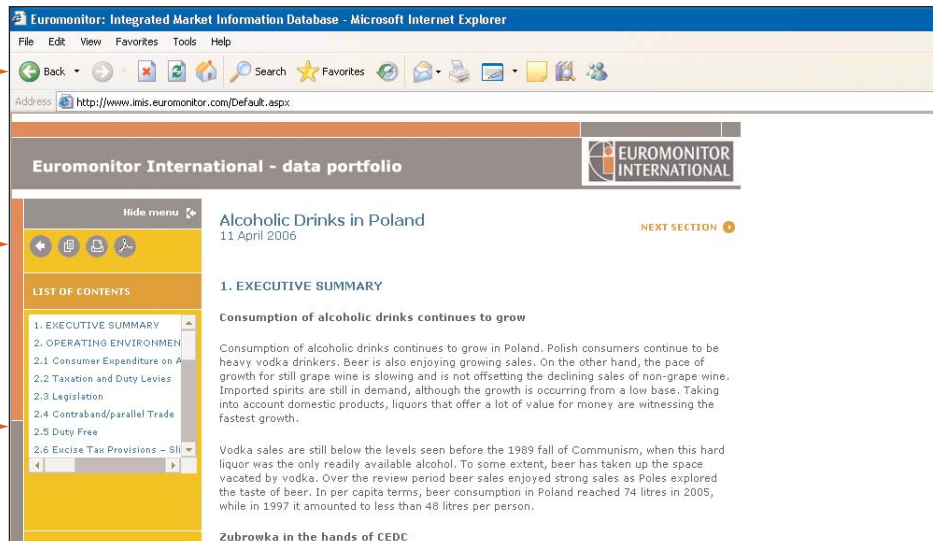 Euromonitor: Integrated Market Information Database - Microsoft Internet Explorer
File Edit View Favorites Tools Help
Back Search Favorites
Address http://www.imis.euromonitor.com/Default.aspx
Euromonitor International - data portfolio
EUROMONITOR
INTERNATIONAL
Hide menu
Alcoholic Drinks in Poland
11 April 2006
NEXT SECTION
LIST OF CONTENTS
1. EXECUTIVE SUMMARY
2. OPERATING ENVIRONMEN
2.1 Consumer Expenditure on A
2.2 Taxation and Duty Levies
2.3 Legislation
2.4 Contraband/parallel Trade
2.5 Duty Free
2.6 Excise Tax Provisions – Sli
1. EXECUTIVE SUMMARY
Consumption of alcoholic drinks continues to grow
Consumption of alcoholic drinks continues to grow in Poland. Polish consumers continue to be
heavy vodka drinkers. Beer is also enjoying growing sales. On the other hand, the pace of
growth for still grape wine is slowing and is not offsetting the declining sales of non-grape wine.
Imported spirits are still in demand, although the growth is occurring from a low base. Taking
into account domestic products, liquors that offer a lot of value for money are witnessing the
fastest growth.
Vodka sales are still below the levels seen before the 1989 fall of Communism, when this hard
liquor was the only readily available alcohol. To some extent, beer has taken up the space
vacated by vodka. Over the review period beer sales enjoyed strong sales as Poles explored
the taste of beer. In per capita terms, beer consumption in Poland reached 74 litres in 2005,
while in 1997 it amounted to less than 48 litres per person.
Zubrowka in the hands of CEDC